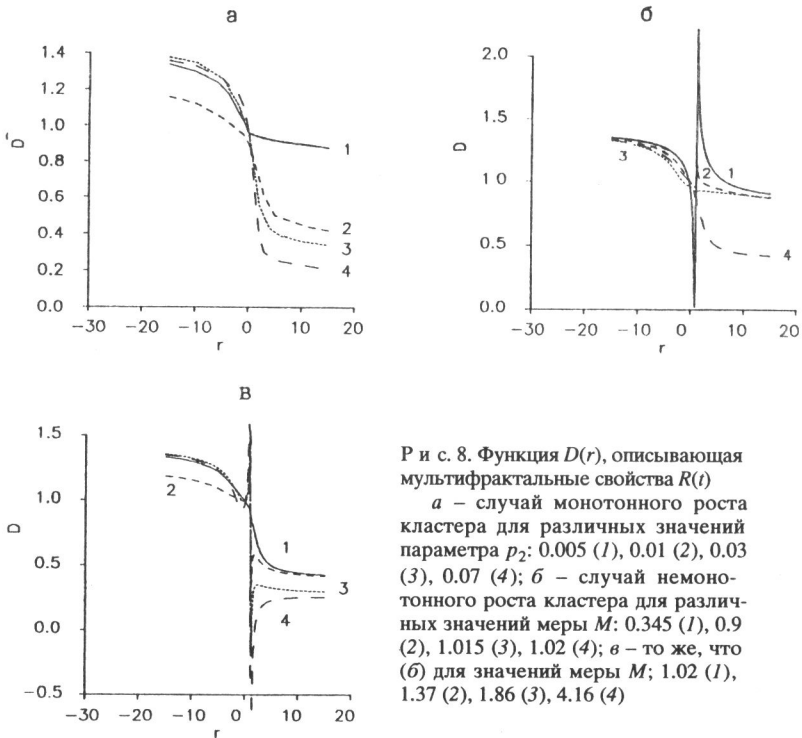 а
1.4
1.2
1.0
0.8
0.6
0.4
0.2
0.0
D
1
2
3
4
−30 −20 −10 0 10 20
r
б
2.0
1.5
1 0
0.5
0.0
D
3
2
1
4
−30 −20 −10 0 10 20
r
В
1.5
1.0
0.5
0.0
−0.5
D
2
1
3
4
−30 −20 −10 0 10 20
r
Р и с. 8. Функция D(r), описывающая
мультифрактальные свойства R(t)
а – случай монотонного роста
кластера для различных значений
параметра p₂: 0.005 (1), 0.01 (2), 0.03
(3), 0.07 (4); б – случай немоно-
тонного роста кластера для различ-
ных значений меры M: 0.345 (1), 0.9
(2), 1.015 (3), 1.02 (4); в – то же, что
(б) для значений меры M; 1.02 (1),
1.37 (2), 1.86 (3), 4.16 (4)